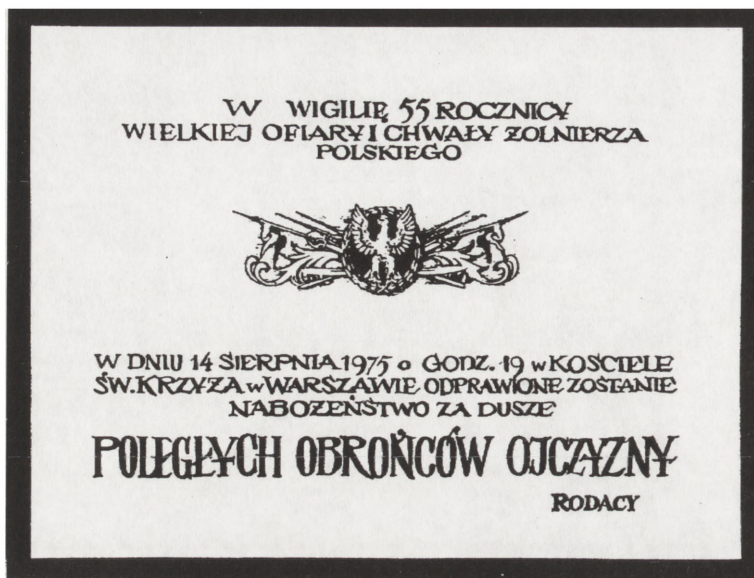 W WIGILIĘ 55 ROCZNICY
WIELKIEJ OFIARY I CHWAŁY ŻOLNIERZA
POLSKIEGO
W DNIU 14 SIERPNIA 1975 o GODZ. 19 w KOŚCIELE
ŚW. KRZYŻA w WARSZAWIE ODPRAWIONE ZOSTANIE
NABOŻEŃSTWO ZA DUSZE
POLEGŁYCH OBROŃCÓW OJCZYZNY
RODACY